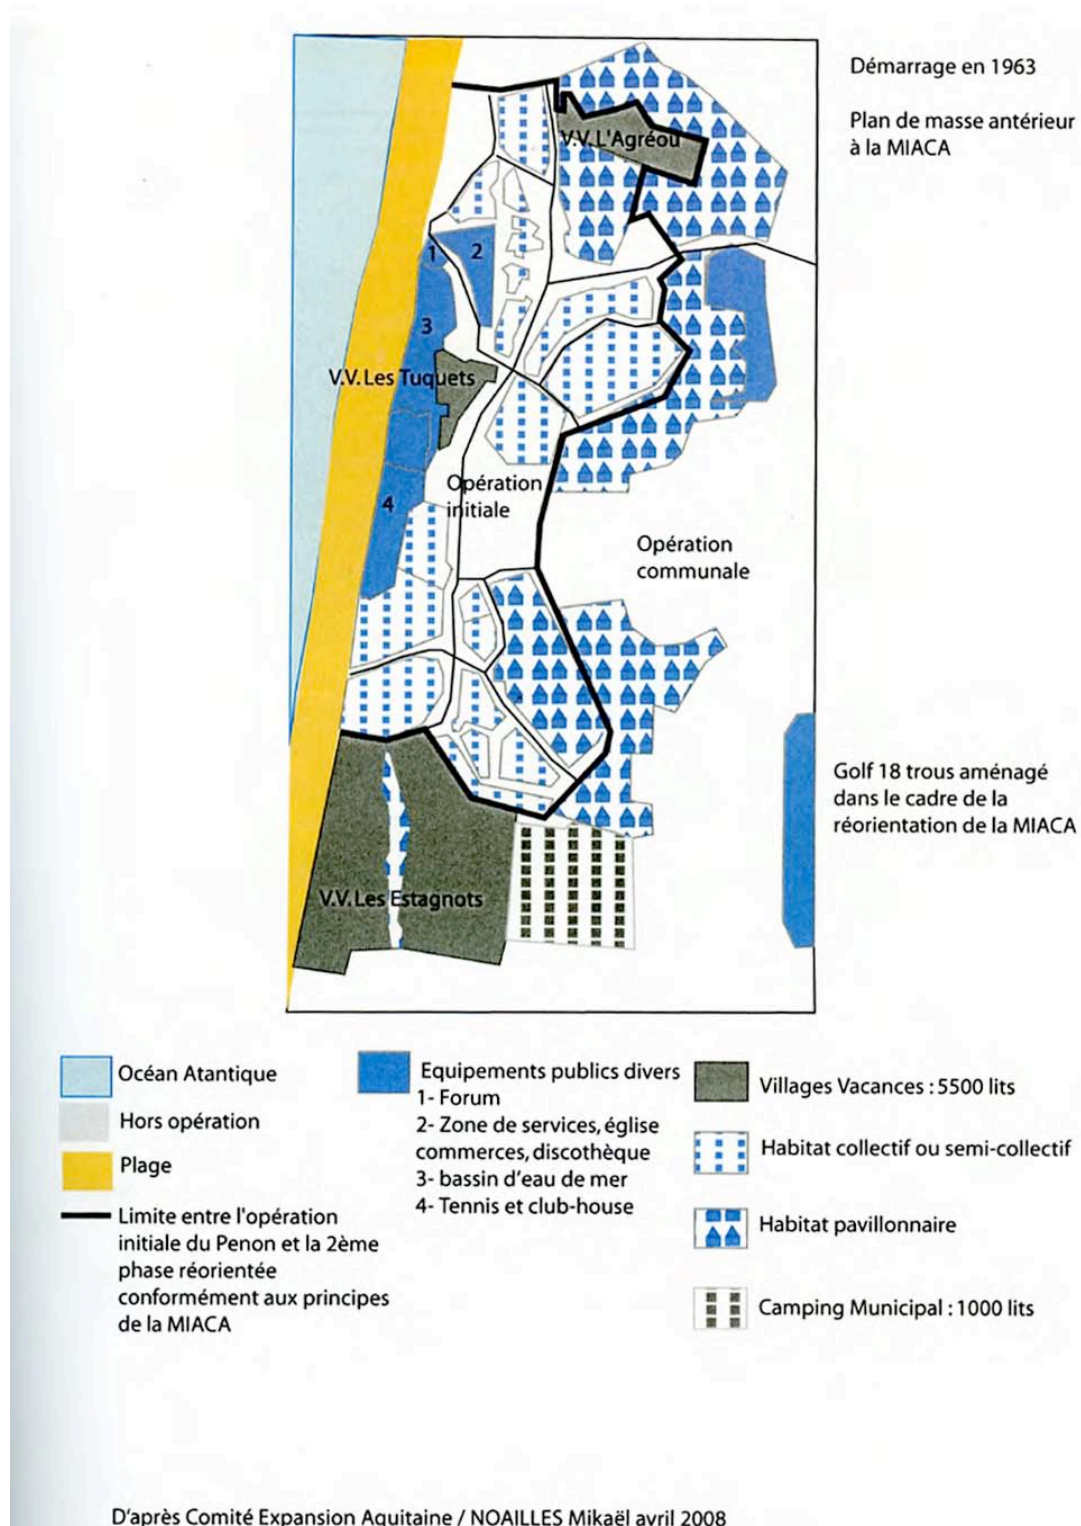 Démarrage en 1963
Plan de masse antérieur
à la MIACA
V.V. L'Agréou
1
2
3
V.V. Les Tuquets
Opération
initiale
4
Opération
communale
Golf 18 trous aménagé
dans le cadre de la
réorientation de la MIACA
V.V. Les Estagnots
Océan Atantique
Hors opération
Plage
Limite entre l'opération
initiale du Penon et la 2ème
phase réorientée
conformément aux principes
de la MIACA
Equipements publics divers
1- Forum
2- Zone de services, église
commerces, discothèque
3- bassin d'eau de mer
4- Tennis et club-house
Villages Vacances : 5500 lits
Habitat collectif ou semi-collectif
Habitat pavillonnaire
Camping Municipal : 1000 lits
D'après Comité Expansion Aquitaine / NOAILLES Mikaël avril 2008